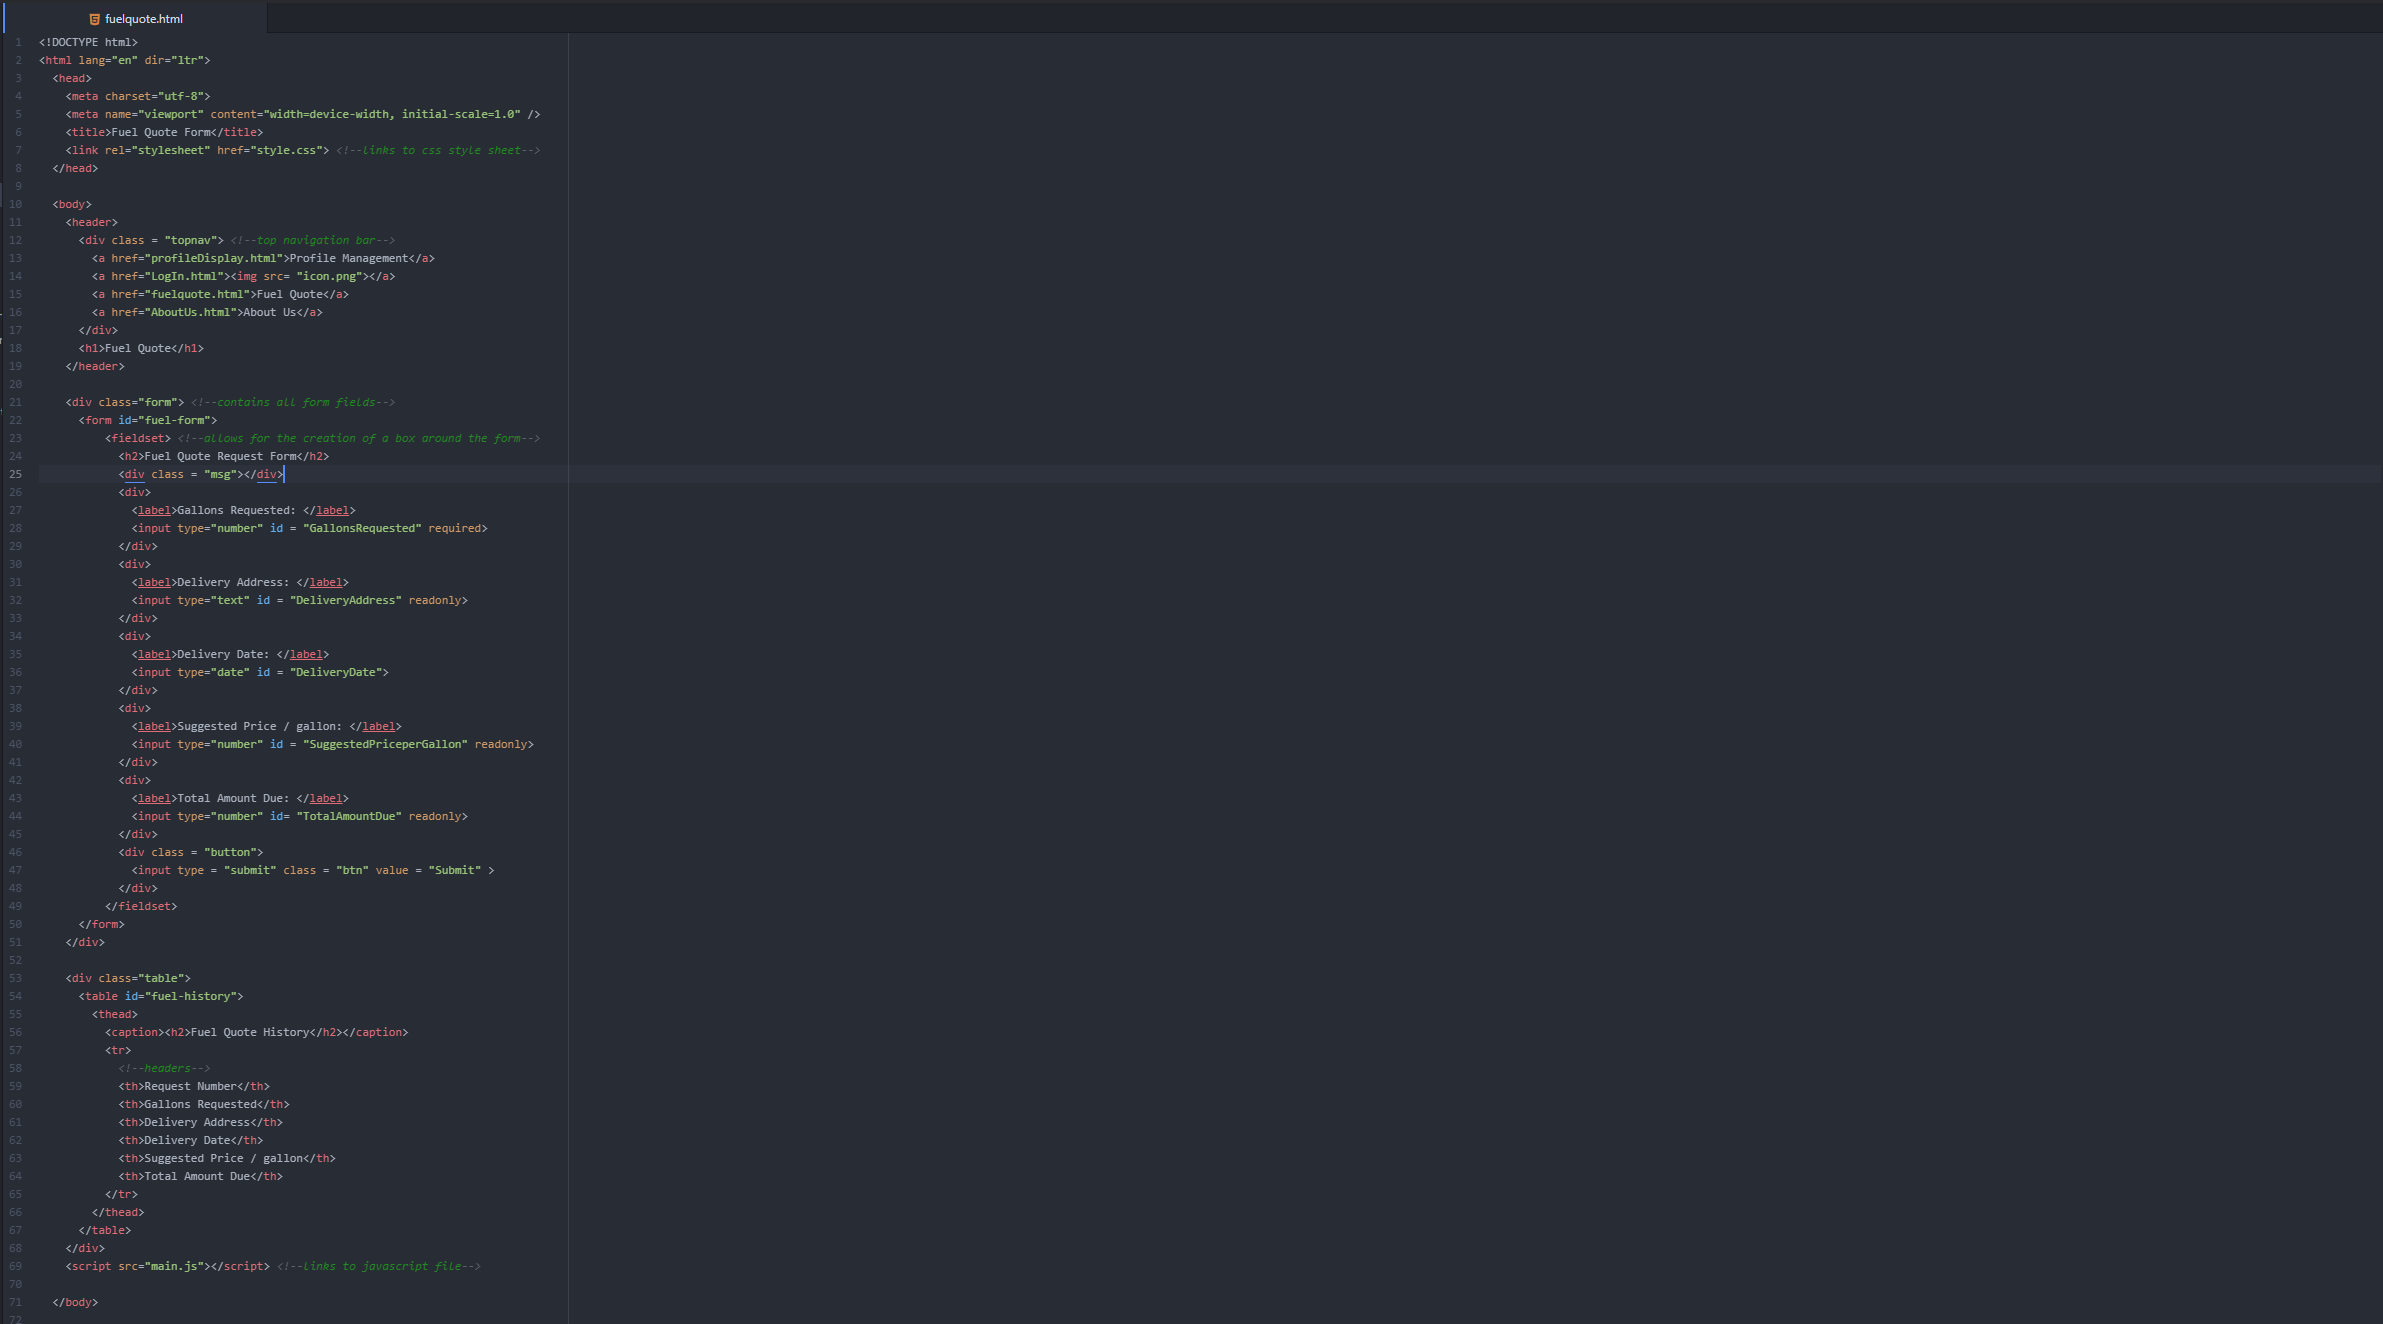 fuelquote.html
1 <!DOCTYPE html>
2 <html lang="en" dir="ltr">
3 <head>
4 <meta charset="utf-8">
5 <meta name="viewport" content="width=device-width, initial-scale=1.0" />
6 <title>Fuel Quote Form</title>
7 <link rel="stylesheet" href="style.css"> <!--links to css style sheet-->
8 </head>
9
10 <body>
11 <header>
12 <div class = "topnav"> <!--top navigation bar-->
13 <a href="profileDisplay.html">Profile Management</a>
14 <a href="LogIn.html"><img src= "icon.png"></a>
15 <a href="fuelquote.html">Fuel Quote</a>
16 <a href="AboutUs.html">About Us</a>
17 </div>
18 <h1>Fuel Quote</h1>
19 </header>
20
21 <div class="form"> <!--contains all form fields-->
22 <form id="fuel-form">
23 <fieldset> <!--allows for the creation of a box around the form-->
24 <h2>Fuel Quote Request Form</h2>
25 <div class = "msg"></div>
26 <div>
27 <label>Gallons Requested: </label>
28 <input type="number" id = "GallonsRequested" required>
29 </div>
30 <div>
31 <label>Delivery Address: </label>
32 <input type="text" id = "DeliveryAddress" readonly>
33 </div>
34 <div>
35 <label>Delivery Date: </label>
36 <input type="date" id = "DeliveryDate">
37 </div>
38 <div>
39 <label>Suggested Price / gallon: </label>
40 <input type="number" id = "SuggestedPriceperGallon" readonly>
41 </div>
42 <div>
43 <label>Total Amount Due: </label>
44 <input type="number" id= "TotalAmountDue" readonly>
45 </div>
46 <div class = "button">
47 <input type = "submit" class = "btn" value = "Submit" >
48 </div>
49 </fieldset>
50 </form>
51 </div>
52
53 <div class="table">
54 <table id="fuel-history">
55 <thead>
56 <caption><h2>Fuel Quote History</h2></caption>
57 <tr>
58 <!--headers-->
59 <th>Request Number</th>
60 <th>Gallons Requested</th>
61 <th>Delivery Address</th>
62 <th>Delivery Date</th>
63 <th>Suggested Price / gallon</th>
64 <th>Total Amount Due</th>
65 </tr>
66 </thead>
67 </table>
68 </div>
69 <script src="main.js"></script> <!--links to javascript file-->
70
71 </body>
72